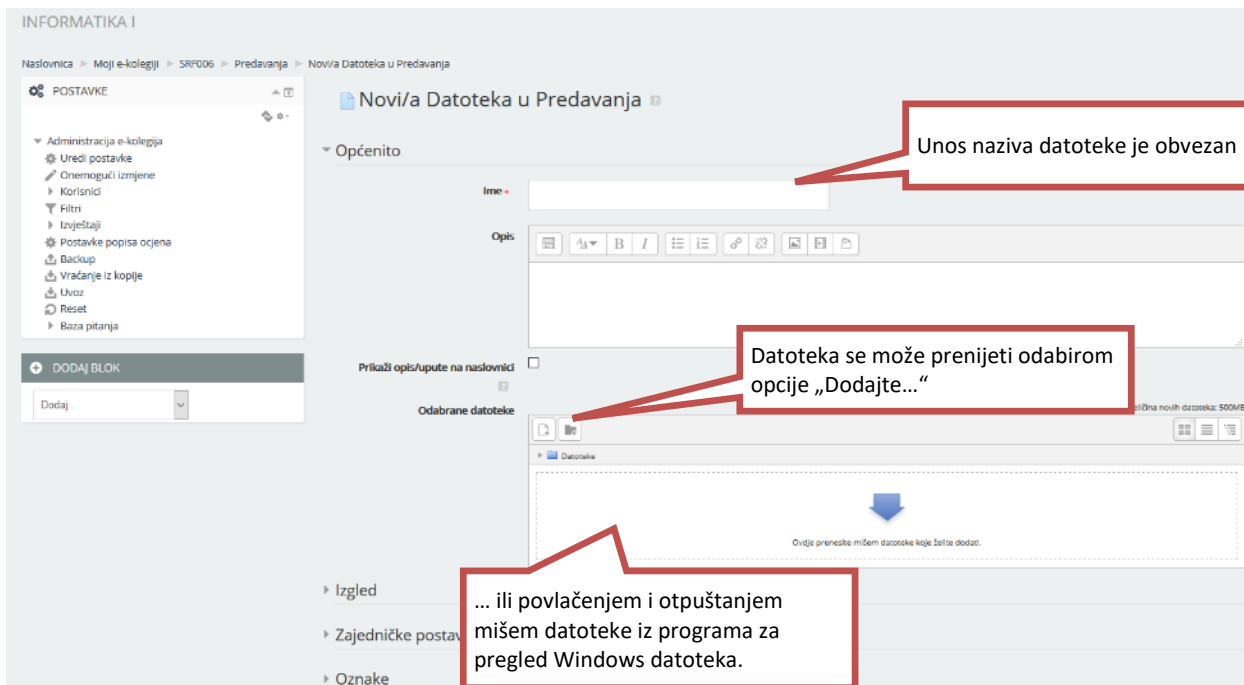 INFORMATIKA I
Naslovnica Moji e-kolegiji SRF006 Predavanja Novi/a Datoteka u Predavanja
POSTAVKE
Administracija e-kolegija
Uredi postavke
Onemogući izmjene
Korisnici
Filtri
Izvještaji
Postavke popisa ocjena
Backup
Vraćanje iz kopije
Uvoz
Reset
Baza pitanja
DODAJ BLOK
Dodaj..
Novi/a Datoteka u Predavanja
Općenito
Unos naziva datoteke je obvezan
Ime
Opis
B I
Prikaži opis/upute na naslovnici
Datoteka se može prenijeti odabirom
opcije „Dodajte…“
Odabrane datoteke
novih datoteka: 500MB
Datoteke
Ovdje prenesite mišem datoteke koje želite dodati.
… ili povlačenjem i otpuštanjem
mišem datoteke iz programa za
pregled Windows datoteka.
Izgled
Zajedničke
Oznake